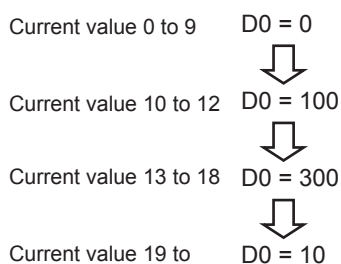 Current value 0 to 9 D0 = 0
Current value 10 to 12 D0 = 100
Current value 13 to 18 D0 = 300
Current value 19 to D0 = 10